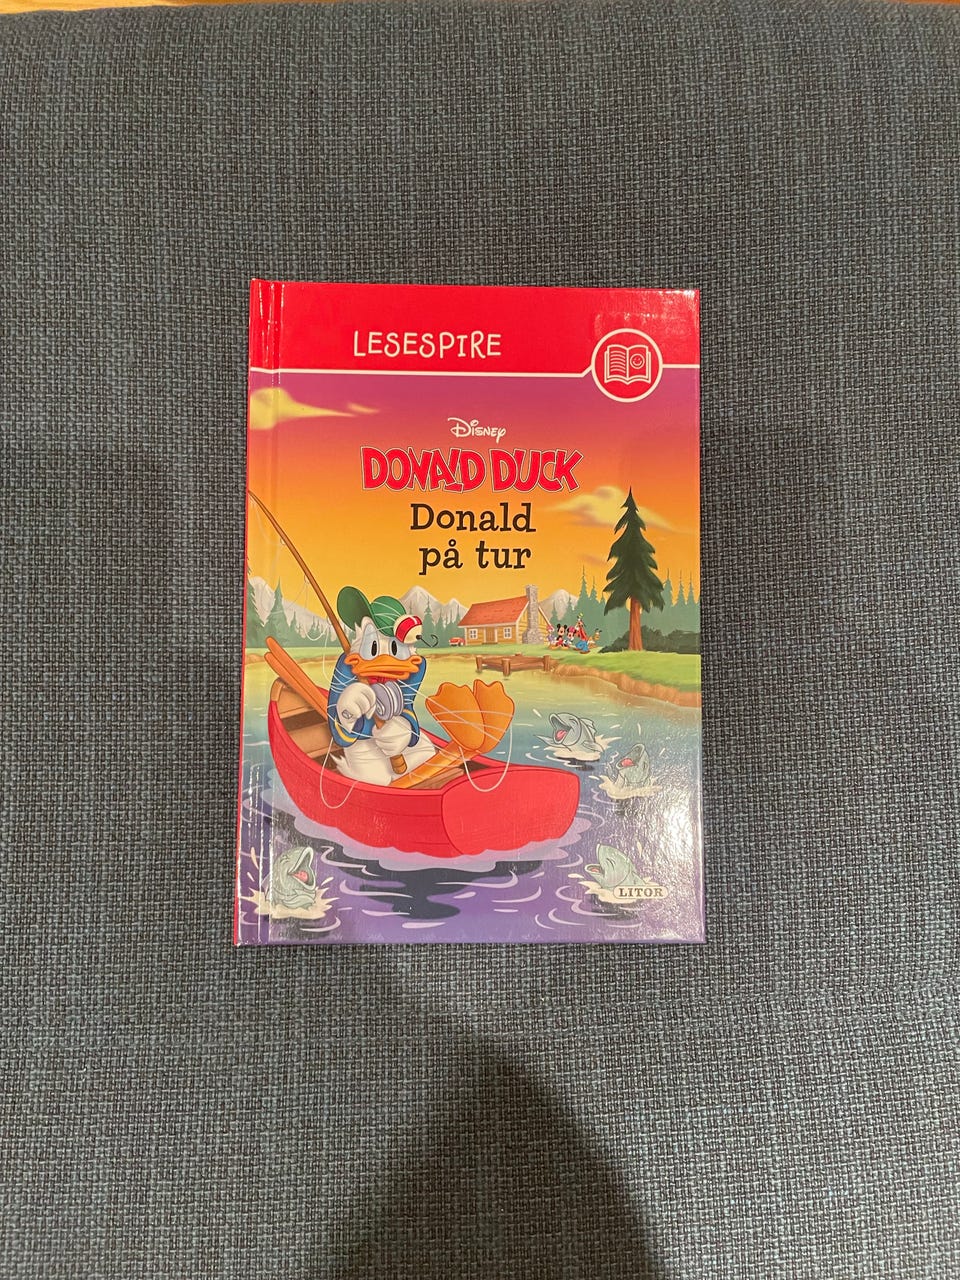 LESESPIRE
Disney
DONALD DUCK
Donald
på tur
LITOR